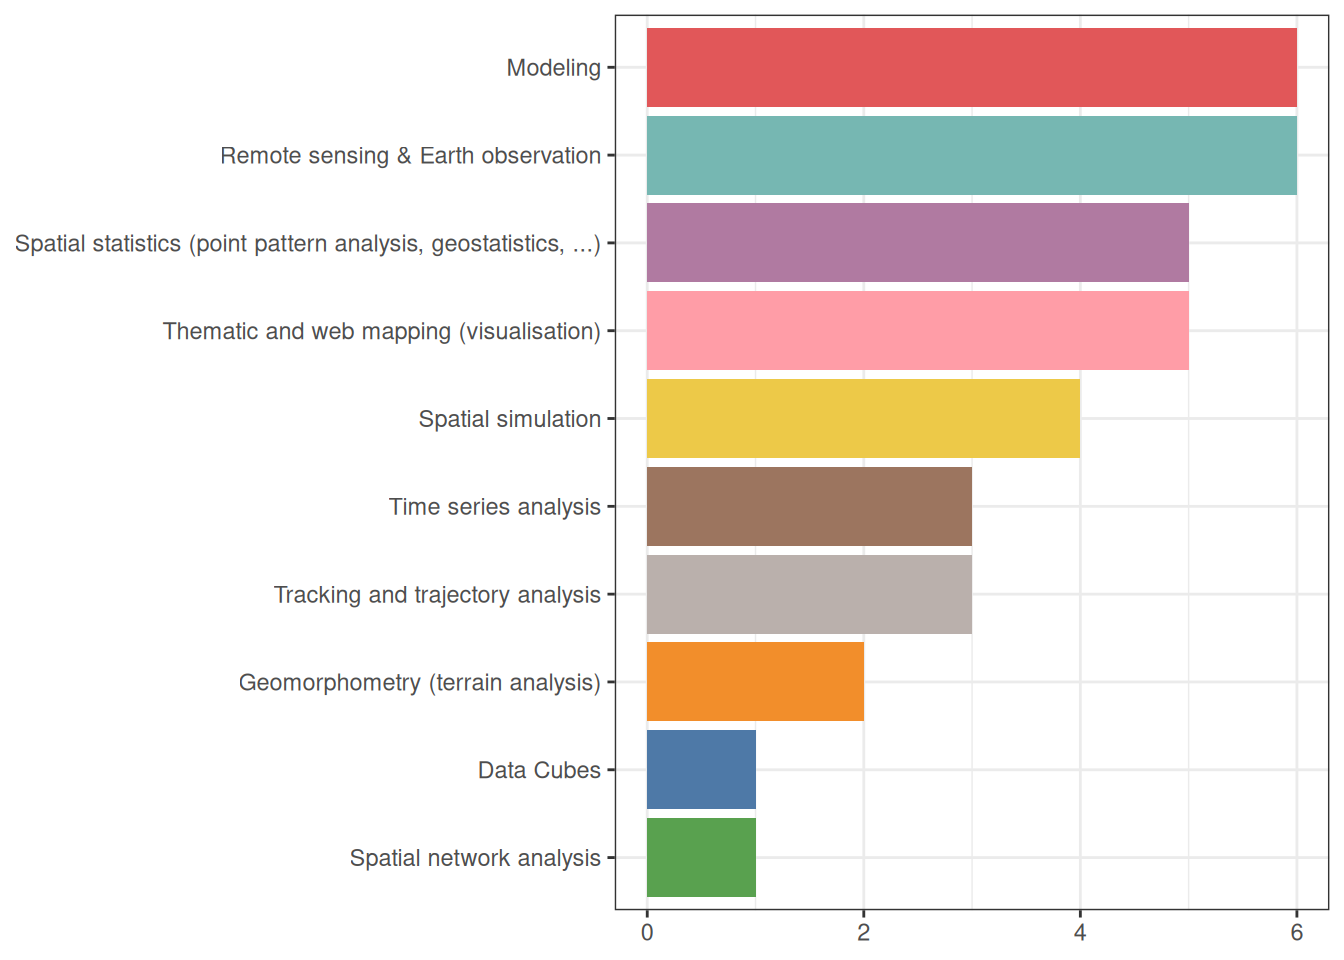 Modeling
Remote sensing & Earth observation
Spatial statistics (point pattern analysis, geostatistics, ...)
Thematic and web mapping (visualisation)
Spatial simulation
Time series analysis
Tracking and trajectory analysis
Geomorphometry (terrain analysis)
Data Cubes
Spatial network analysis
0 2 4 6